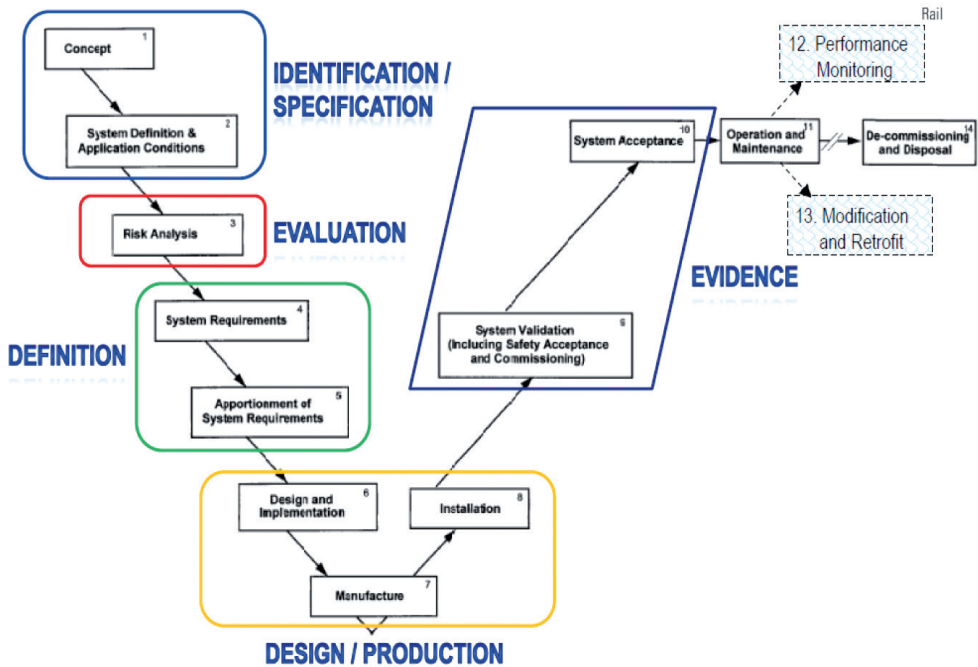 Rail
Concept
1
IDENTIFICATION /
SPECIFICATION
System Definition &
Application Conditions
2
Risk Analysis
3
EVALUATION
System Requirements
4
DEFINITION
Apportionment of
System Requirements
5
Design and
Implementation
6
Manufacture
7
Installation
8
DESIGN / PRODUCTION
System Validation
(Including Safety Acceptance
and Commissioning)
9
System Acceptance
10
EVIDENCE
Operation and
Maintenance
11
12. Performance
Monitoring
13. Modification
and Retrofit
De-commissioning
and Disposal
14